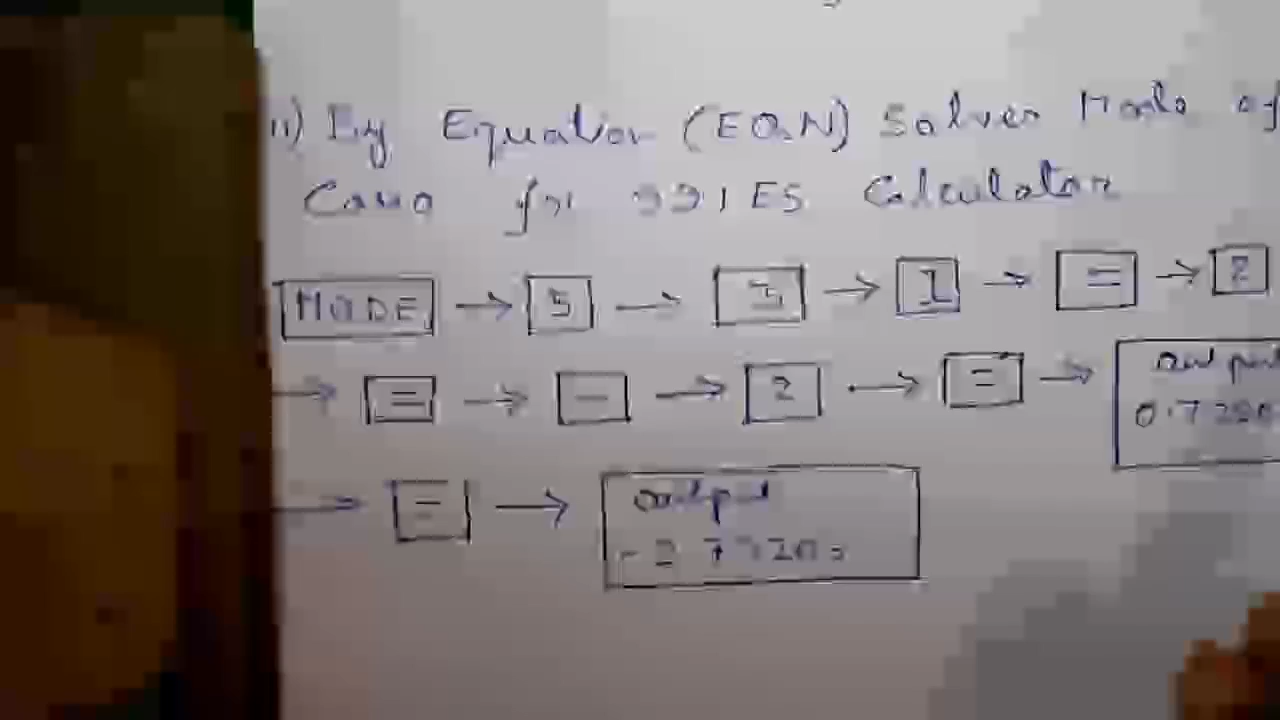 ii) By Equation (EQN) Solver Mode of
Casio fx 991ES Calculator
MODE → 5 → 3 → 1 → = → 2
→ = → - → 2 → = → output
0.7320
→ = → output
-2.73205